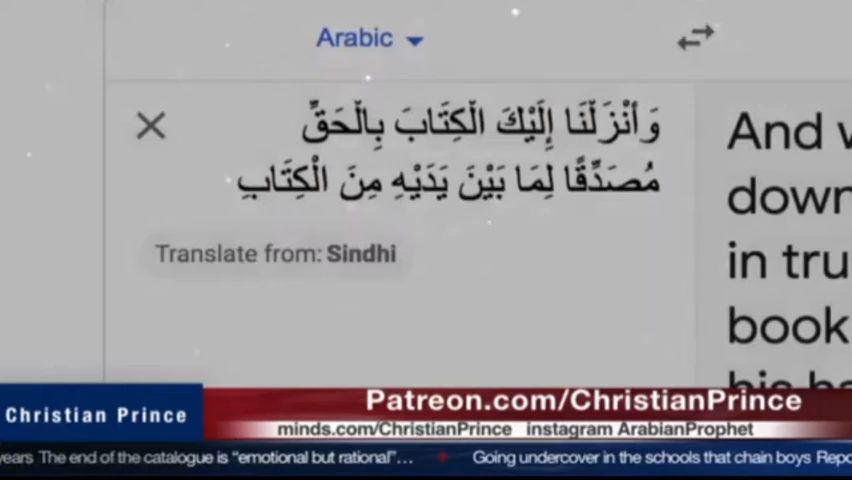 Arabic
وَأنْزَلْنَا إِلَيْكَ الْكِتَابَ بِالْحَقِّ
مُصَدِّقًا لِمَا بَيْنَ يَدَيْهِ مِنَ الْكِتَابِ
Translate from: Sindhi
And
down
in
book
Patreon.com/ChristianPrince
Christian Prince
minds.com/ChristianPrince instagram ArabianProphet
years The end of the catalogue is “emotional but rational”... Going undercover in the schools that chain boys